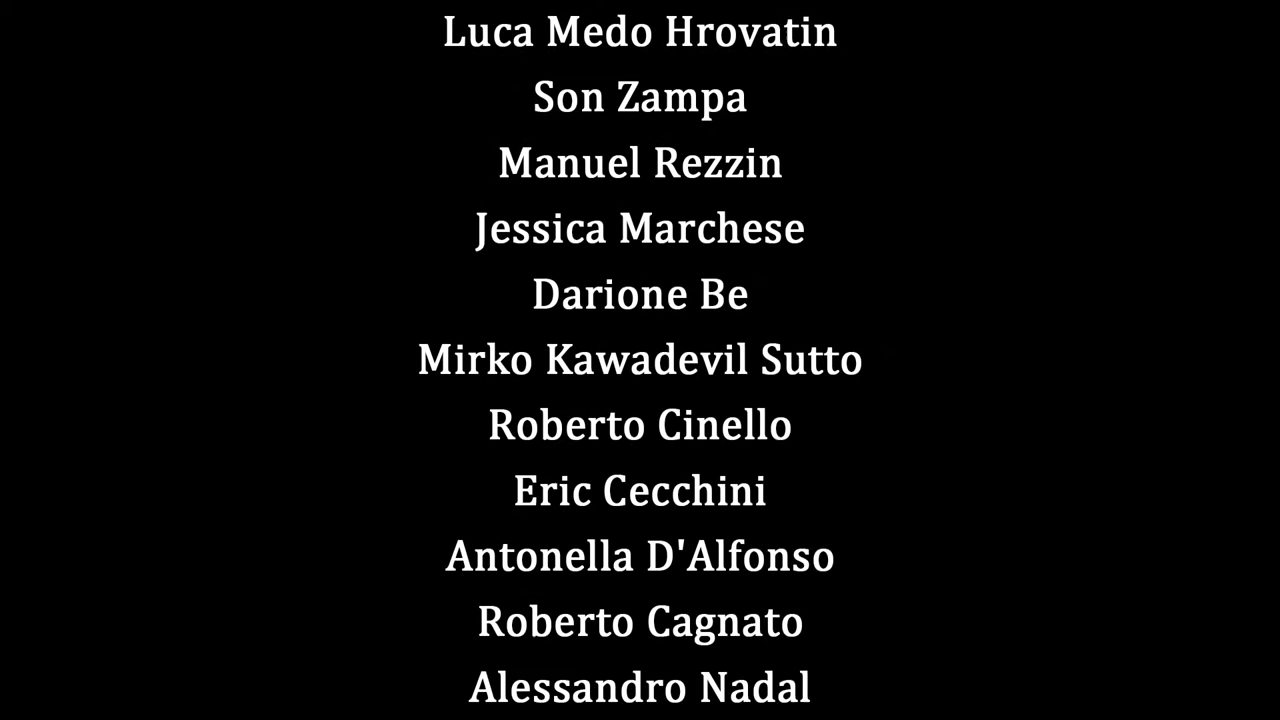 Luca Medo Hrovatin
Son Zampa
Manuel Rezzin
Jessica Marchese
Darione Be
Mirko Kawadevil Sutto
Roberto Cinello
Eric Cecchini
Antonella D'Alfonso
Roberto Cagnato
Alessandro Nadal